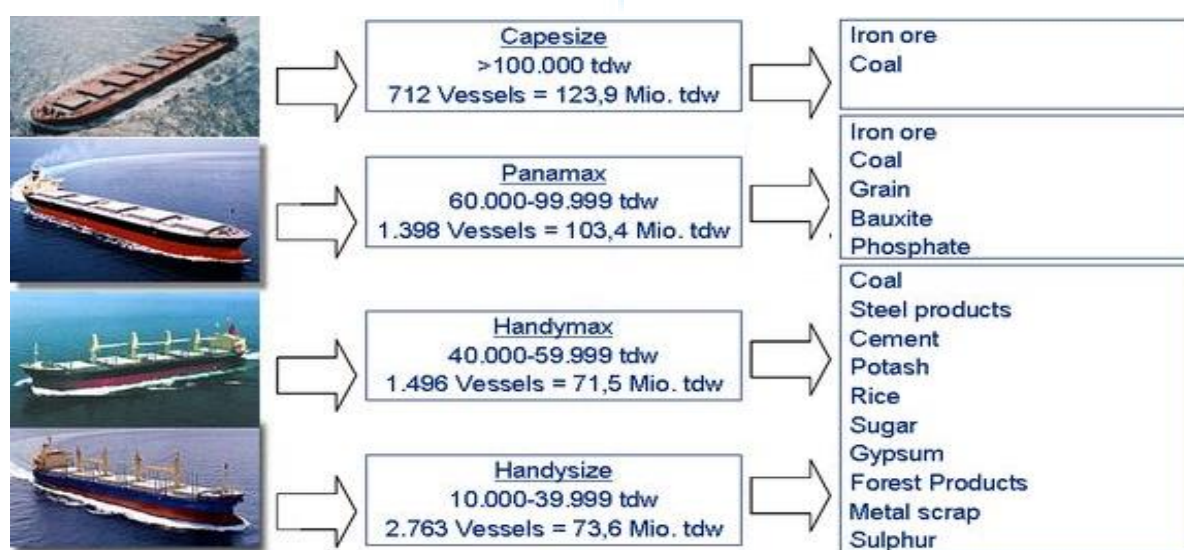 Capesize
>100.000 tdw
712 Vessels = 123,9 Mio. tdw
Iron ore
Coal
Panamax
60.000-99.999 tdw
1.398 Vessels = 103,4 Mio. tdw
Iron ore
Coal
Grain
Bauxite
Phosphate
Handymax
40.000-59.999 tdw
1.496 Vessels = 71,5 Mio. tdw
Handysize
10.000-39.999 tdw
2.763 Vessels = 73,6 Mio. tdw
Coal
Steel products
Cement
Potash
Rice
Sugar
Gypsum
Forest Products
Metal scrap
Sulphur